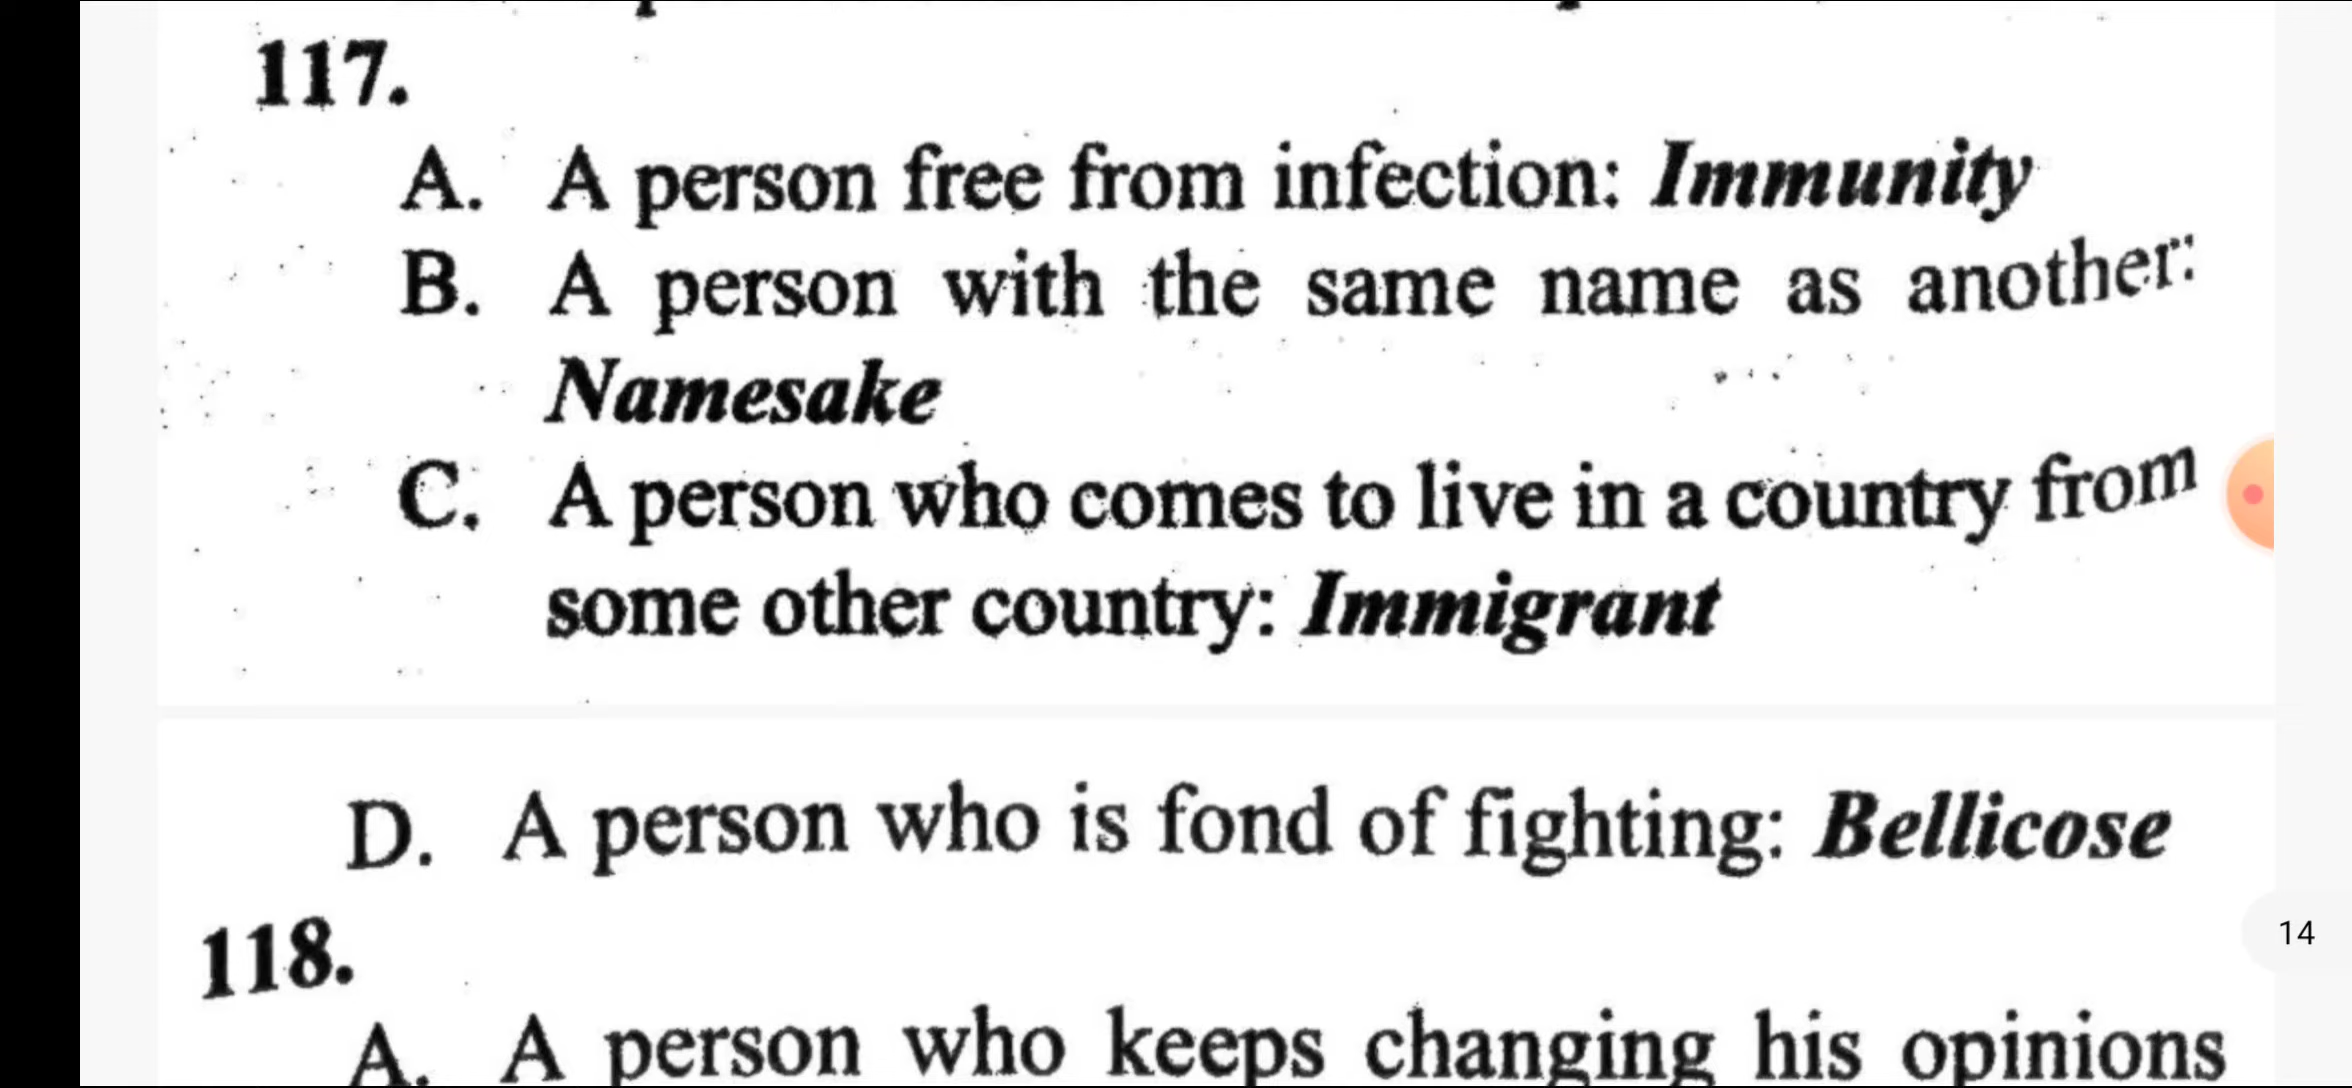 117.
A. A person free from infection: Immunity
B. A person with the same name as another:
Namesake
C. A person who comes to live in a country from
some other country: Immigrant
D. A person who is fond of fighting: Bellicose
14
118.
A. A person who keeps changing his opinions